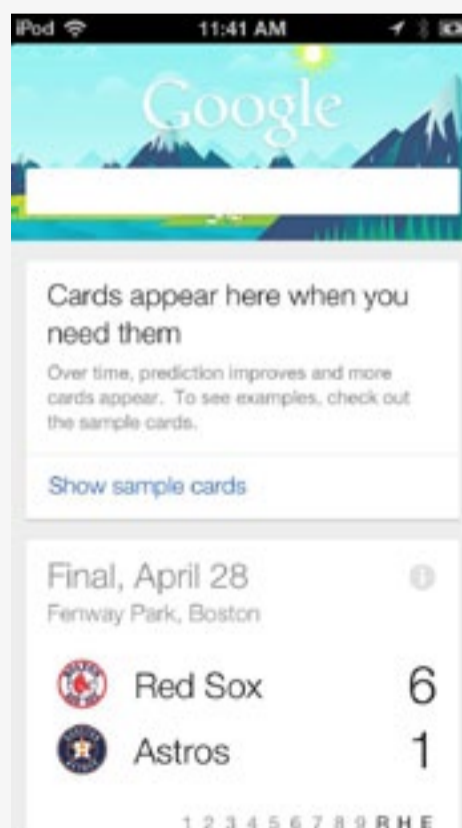 iPod 11:41 AM
Google
Cards appear here when you
need them
Over time, prediction improves and more
cards appear. To see examples, check out
the sample cards.
Show sample cards
Final, April 28
Fenway Park, Boston
Red Sox 6
Astros 1
1 2 3 4 5 6 7 8 9 R H E